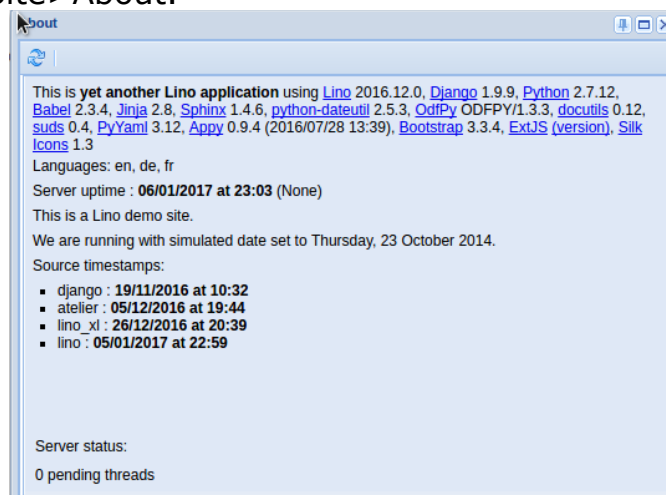 Site> About.
About
This is yet another Lino application using Lino 2016.12.0, Django 1.9.9, Python 2.7.12,
Babel 2.3.4, Jinja 2.8, Sphinx 1.4.6, python-dateutil 2.5.3, OdfPy ODFPY/1.3.3, docutils 0.12,
suds 0.4, PyYaml 3.12, Appy 0.9.4 (2016/07/28 13:39), Bootstrap 3.3.4, ExtJS (version), Silk
Icons 1.3
Languages: en, de, fr
Server uptime : 06/01/2017 at 23:03 (None)
This is a Lino demo site.
We are running with simulated date set to Thursday, 23 October 2014.
Source timestamps:
django : 19/11/2016 at 10:32
atelier : 05/12/2016 at 19:44
lino_xl : 26/12/2016 at 20:39
lino : 05/01/2017 at 22:59
Server status:
0 pending threads